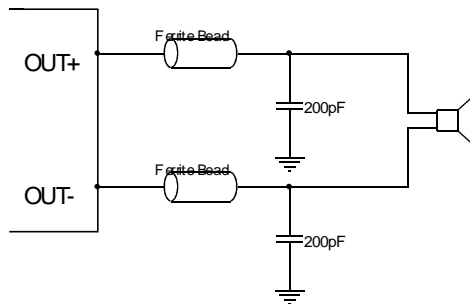 Ferrite Bead
OUT+
200pF
Ferrite Bead
OUT-
200pF